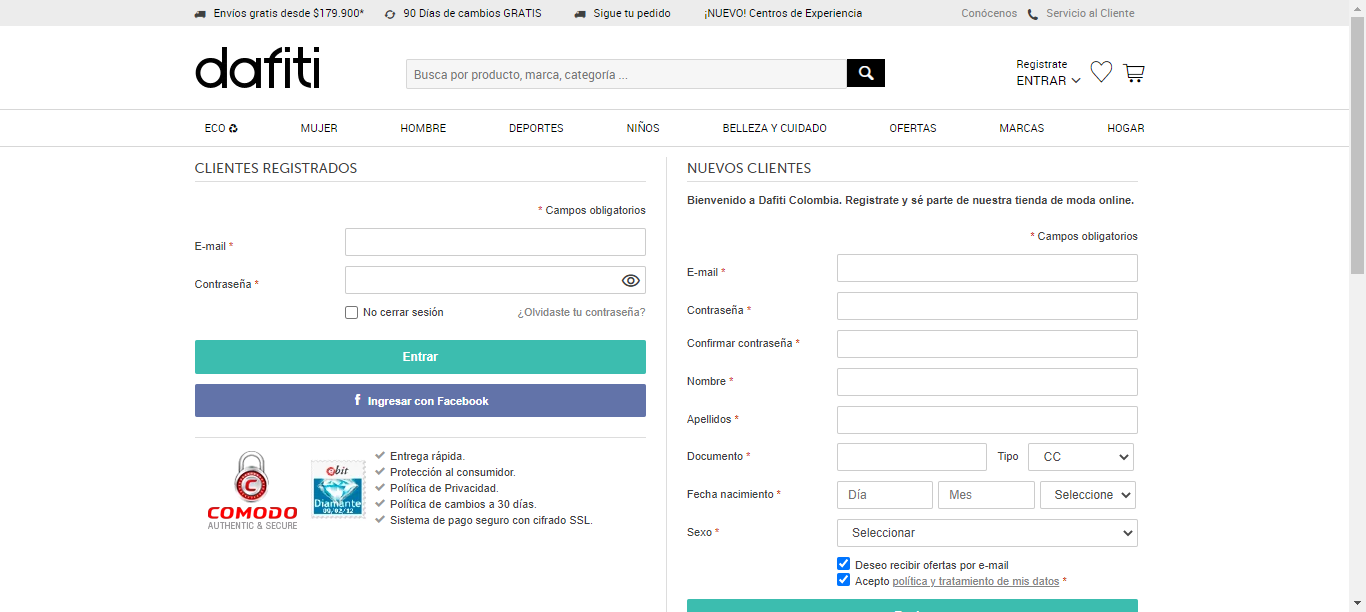 Envíos gratis desde $179.900*
90 Días de cambios GRATIS
Sigue tu pedido
¡NUEVO! Centros de Experiencia
Conócenos
Servicio al Cliente
dafiti
Busca por producto, marca, categoría ...
Registrate
ENTRAR
ECO
MUJER
HOMBRE
DEPORTES
NIÑOS
BELLEZA Y CUIDADO
OFERTAS
MARCAS
HOGAR
CLIENTES REGISTRADOS
* Campos obligatorios
E-mail *
Contraseña *
No cerrar sesión
¿Olvidaste tu contraseña?
Entrar
f Ingresar con Facebook
COMODO
AUTHENTIC & SECURE
ebit
Diamante
09/02/12
Entrega rápida.
Protección al consumidor.
Política de Privacidad.
Política de cambios a 30 días.
Sistema de pago seguro con cifrado SSL.
NUEVOS CLIENTES
Bienvenido a Dafiti Colombia. Registrate y sé parte de nuestra tienda de moda online.
* Campos obligatorios
E-mail *
Contraseña *
Confirmar contraseña *
Nombre *
Apellidos *
Documento *
Tipo
CC
Fecha nacimiento *
Día
Mes
Seleccione
Sexo *
Seleccionar
Deseo recibir ofertas por e-mail
Acepto política y tratamiento de mis datos *